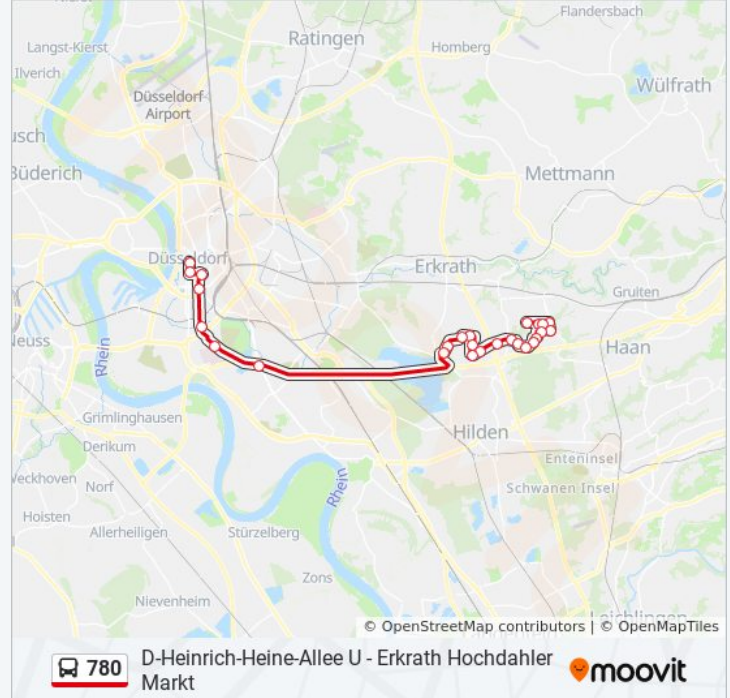 Flandersbach
Ratingen
Homberg
Langst-Kierst
Ilverich
Wülfrath
Düsseldorf
Airport
usch
Büderich
Mettmann
Düsseldorf
Erkrath
Gruiten
Neuss
Rhein
Haan
Grimlinghausen
Hilden
Derikum
Enteninsel
Norf
Rhein
Schwanen Insel
Hoisten
Allerheiligen
Stürzelberg
Zons
Nievenheim
© OpenStreetMap contributors | © OpenMapTiles
780
D-Heinrich-Heine-Allee U - Erkrath Hochdahler
Markt
moovit